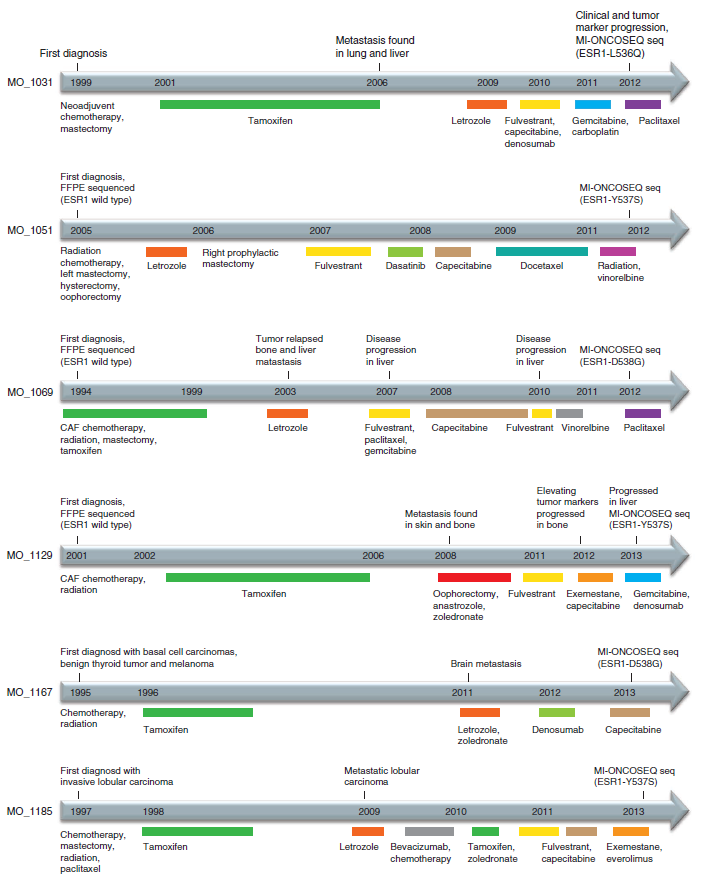 Clinical and tumor
marker progression,
MI-ONCOSEQ seq
(ESR1-L536Q)
Metastasis found
in lung and liver
First diagnosis
MO_1031
1999 2001 2006 2009 2010 2011 2012
Neoadjuvent
chemotherapy,
mastectomy
Tamoxifen
Letrozole
Fulvestrant,
capecitabine,
denosumab
Gemcitabine,
carboplatin
Paclitaxel
First diagnosis,
FFPE sequenced
(ESR1 wild type)
MI-ONCOSEQ seq
(ESR1-Y537S)
MO_1051
2005 2006 2007 2008 2009 2011 2012
Radiation
chemotherapy,
left mastectomy,
hysterectomy,
oophorectomy
Letrozole
Right prophylactic
mastectomy
Fulvestrant
Dasatinib
Capecitabine
Docetaxel
Radiation,
vinorelbine
First diagnosis,
FFPE sequenced
(ESR1 wild type)
Tumor relapsed
bone and liver
matastasis
Disease
progression
in liver
Disease
progression
in liver
MI-ONCOSEQ seq
(ESR1-D538G)
MO_1069
1994 1999 2003 2007 2008 2010 2011 2012
CAF chemotherapy,
radiation, mastectomy,
tamoxifen
Letrozole
Fulvestrant,
paclitaxel,
gemcitabine
Capecitabine
Fulvestrant
Vinorelbine
Paclitaxel
First diagnosis,
FFPE sequenced
(ESR1 wild type)
Metastasis found
in skin and bone
Elevating
tumor markers
progressed
in bone
Progressed
in liver
MI-ONCOSEQ seq
(ESR1-Y537S)
MO_1129
2001 2002 2006 2008 2011 2012 2013
CAF chemotherapy,
radiation
Tamoxifen
Oophorectomy,
anastrozole,
zoledronate
Fulvestrant
Exemestane,
capecitabine
Gemcitabine,
denosumab
First diagnosd with basal cell carcinomas,
benign thyroid tumor and melanoma
Brain metastasis
MI-ONCOSEQ seq
(ESR1-D538G)
MO_1167
1995 1996 2011 2012 2013
Chemotherapy,
radiation
Tamoxifen
Letrozole,
zoledronate
Denosumab
Capecitabine
First diagnosd with
invasive lobular carcinoma
Metastatic lobular
carcinoma
MI-ONCOSEQ seq
(ESR1-Y537S)
MO_1185
1997 1998 2009 2010 2011 2013
Chemotherapy,
mastectomy,
radiation,
paclitaxel
Tamoxifen
Letrozole
Bevacizumab,
chemotherapy
Tamoxifen,
zoledronate
Fulvestrant,
capecitabine
Exemestane,
everolimus